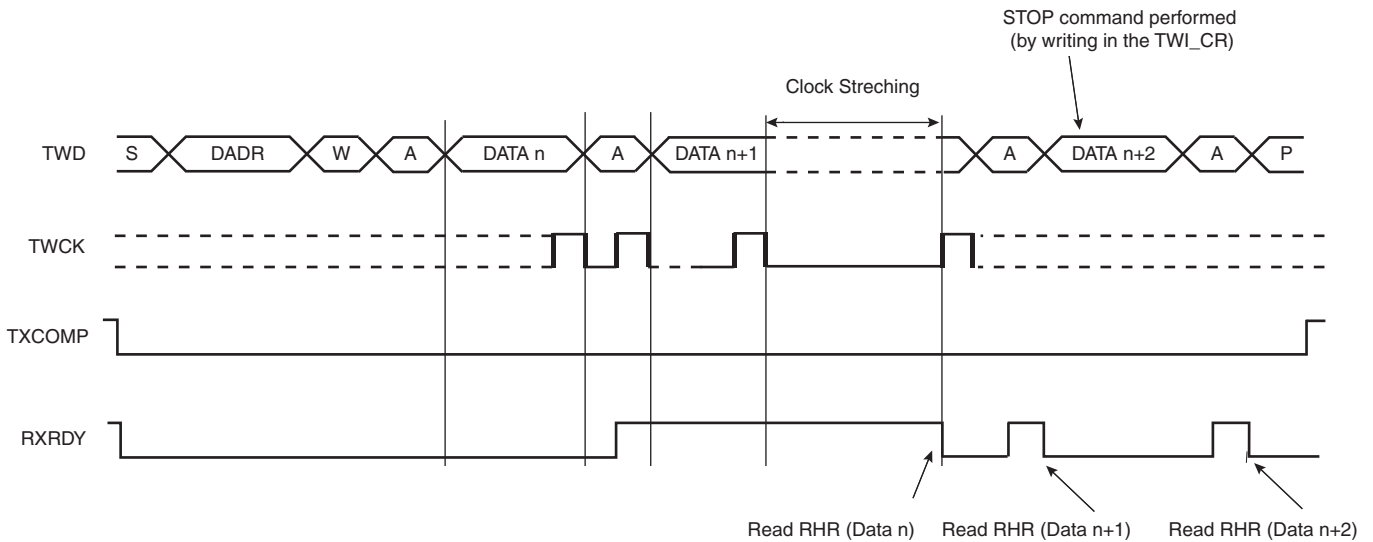 STOP command performed
(by writing in the TWI_CR)
Clock Streching
TWD S DADR W A DATA n A DATA n+1 A DATA n+2 A P
TWCK
TXCOMP
RXRDY
Read RHR (Data n) Read RHR (Data n+1) Read RHR (Data n+2)